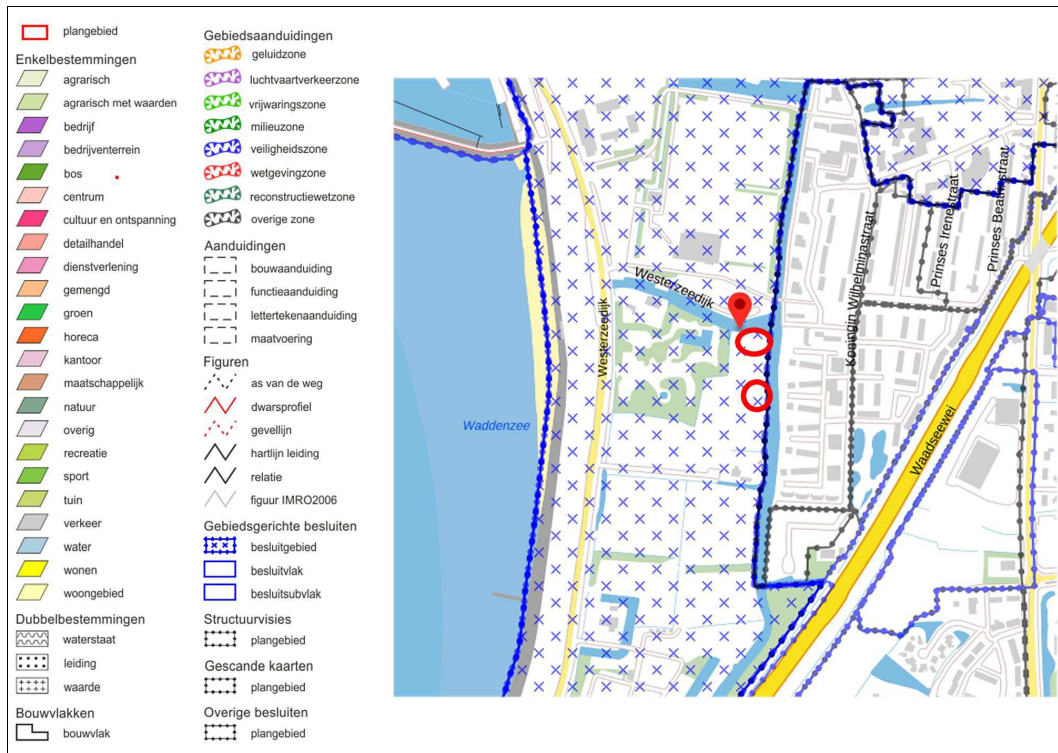 plangebied
Enkelbestemmingen
agrarisch
agrarisch met waarden
bedrijf
bedrijventerrein
bos
centrum
cultuur en ontspanning
detailhandel
dienstverlening
gemengd
groen
horeca
kantoor
maatschappelijk
natuur
overig
recreatie
sport
tuin
verkeer
water
wonen
woongebied
Dubbelbestemmingen
waterstaat
leiding
waarde
Bouwvlakken
bouwvlak
Gebiedsaanduidingen
geluidzone
luchtvaartverkeerzone
vrijwaringszone
milieuzone
veiligheidszone
wetgevingzone
reconstructiewetzone
overige zone
Aanduidingen
bouwaanduiding
functieaanduiding
lettertekenaanduiding
maatvoering
Figuren
as van de weg
dwarsprofiel
gevellijn
hartlijn leiding
relatie
figuur IMRO2006
Gebiedsgerichte besluiten
besluitgebied
besluitvlak
besluitsubvlak
Structuurvisies
plangebied
Gescande kaarten
plangebied
Overige besluiten
plangebied
Waddenzee
Westerzeedijk
Westerzeedijk
Koningin Wilhelminastraat
Prinses Irenestraat
Prinses Beatrixstraat
Waadseewei